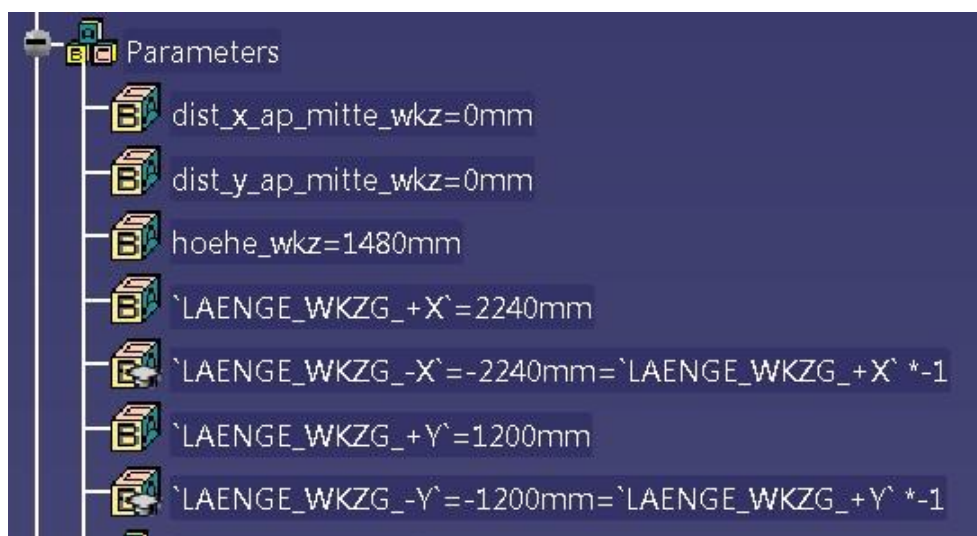 Parameters
dist_x_ap_mitte_wkz=0mm
dist_y_ap_mitte_wkz=0mm
hoehe_wkz=1480mm
`LAENGE_WKZG_+X`=2240mm
`LAENGE_WKZG_-X`=-2240mm=`LAENGE_WKZG_+X` *-1
`LAENGE_WKZG_+Y`=1200mm
`LAENGE_WKZG_-Y`=-1200mm=`LAENGE_WKZG_+Y` *-1